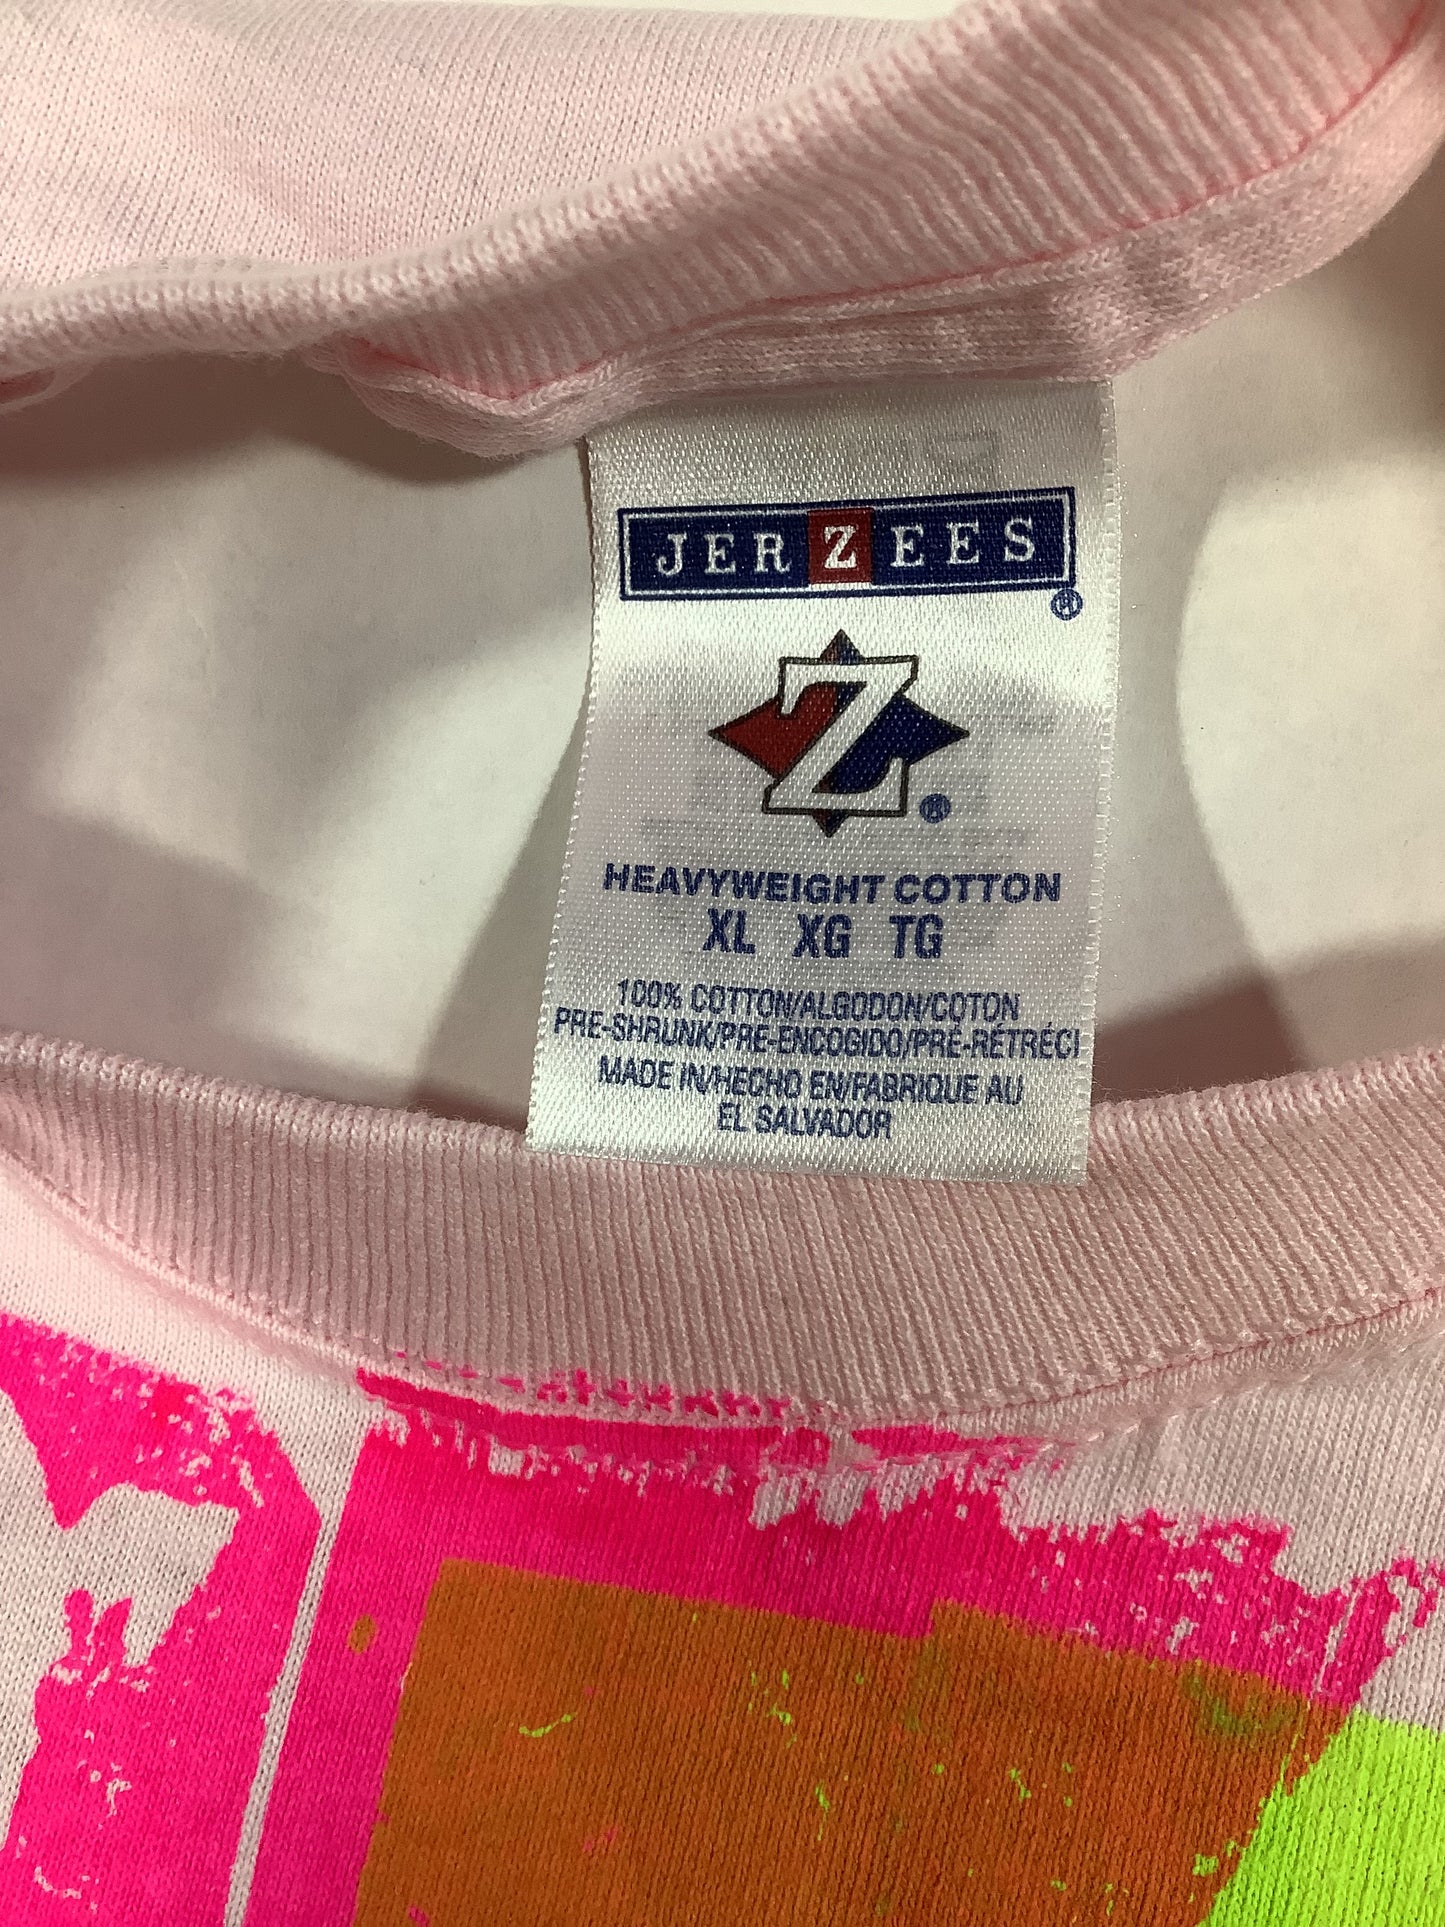 JERZEES
®
Z
®
HEAVYWEIGHT COTTON
XL XG TG
100% COTTON/ALGODON/COTON
PRE-SHRUNK/PRE-ENCOGIDO/PRÉ-RÉTRÉCI
MADE IN/HECHO EN/FABRIQUE AU
EL SALVADOR